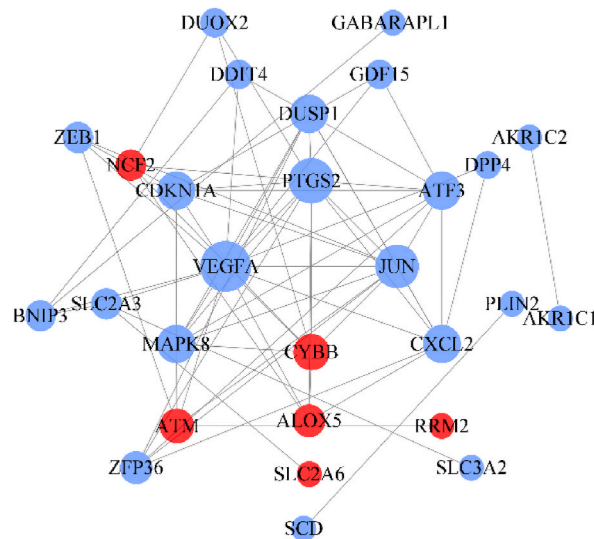 DUOX2
GABARAPL1
DDIT4
GDF15
DUSP1
ZEB1
AKR1C2
NCF2
DPP4
CDKN1A
PTGS2
ATF3
VEGFA
JUN
SLC2A3
PLIN2
BNIP3
AKR1C1
MAPK8
CYBB
CXCL2
ATM
ALOX5
RRM2
ZFP36
SLC2A6
SLC3A2
SCD